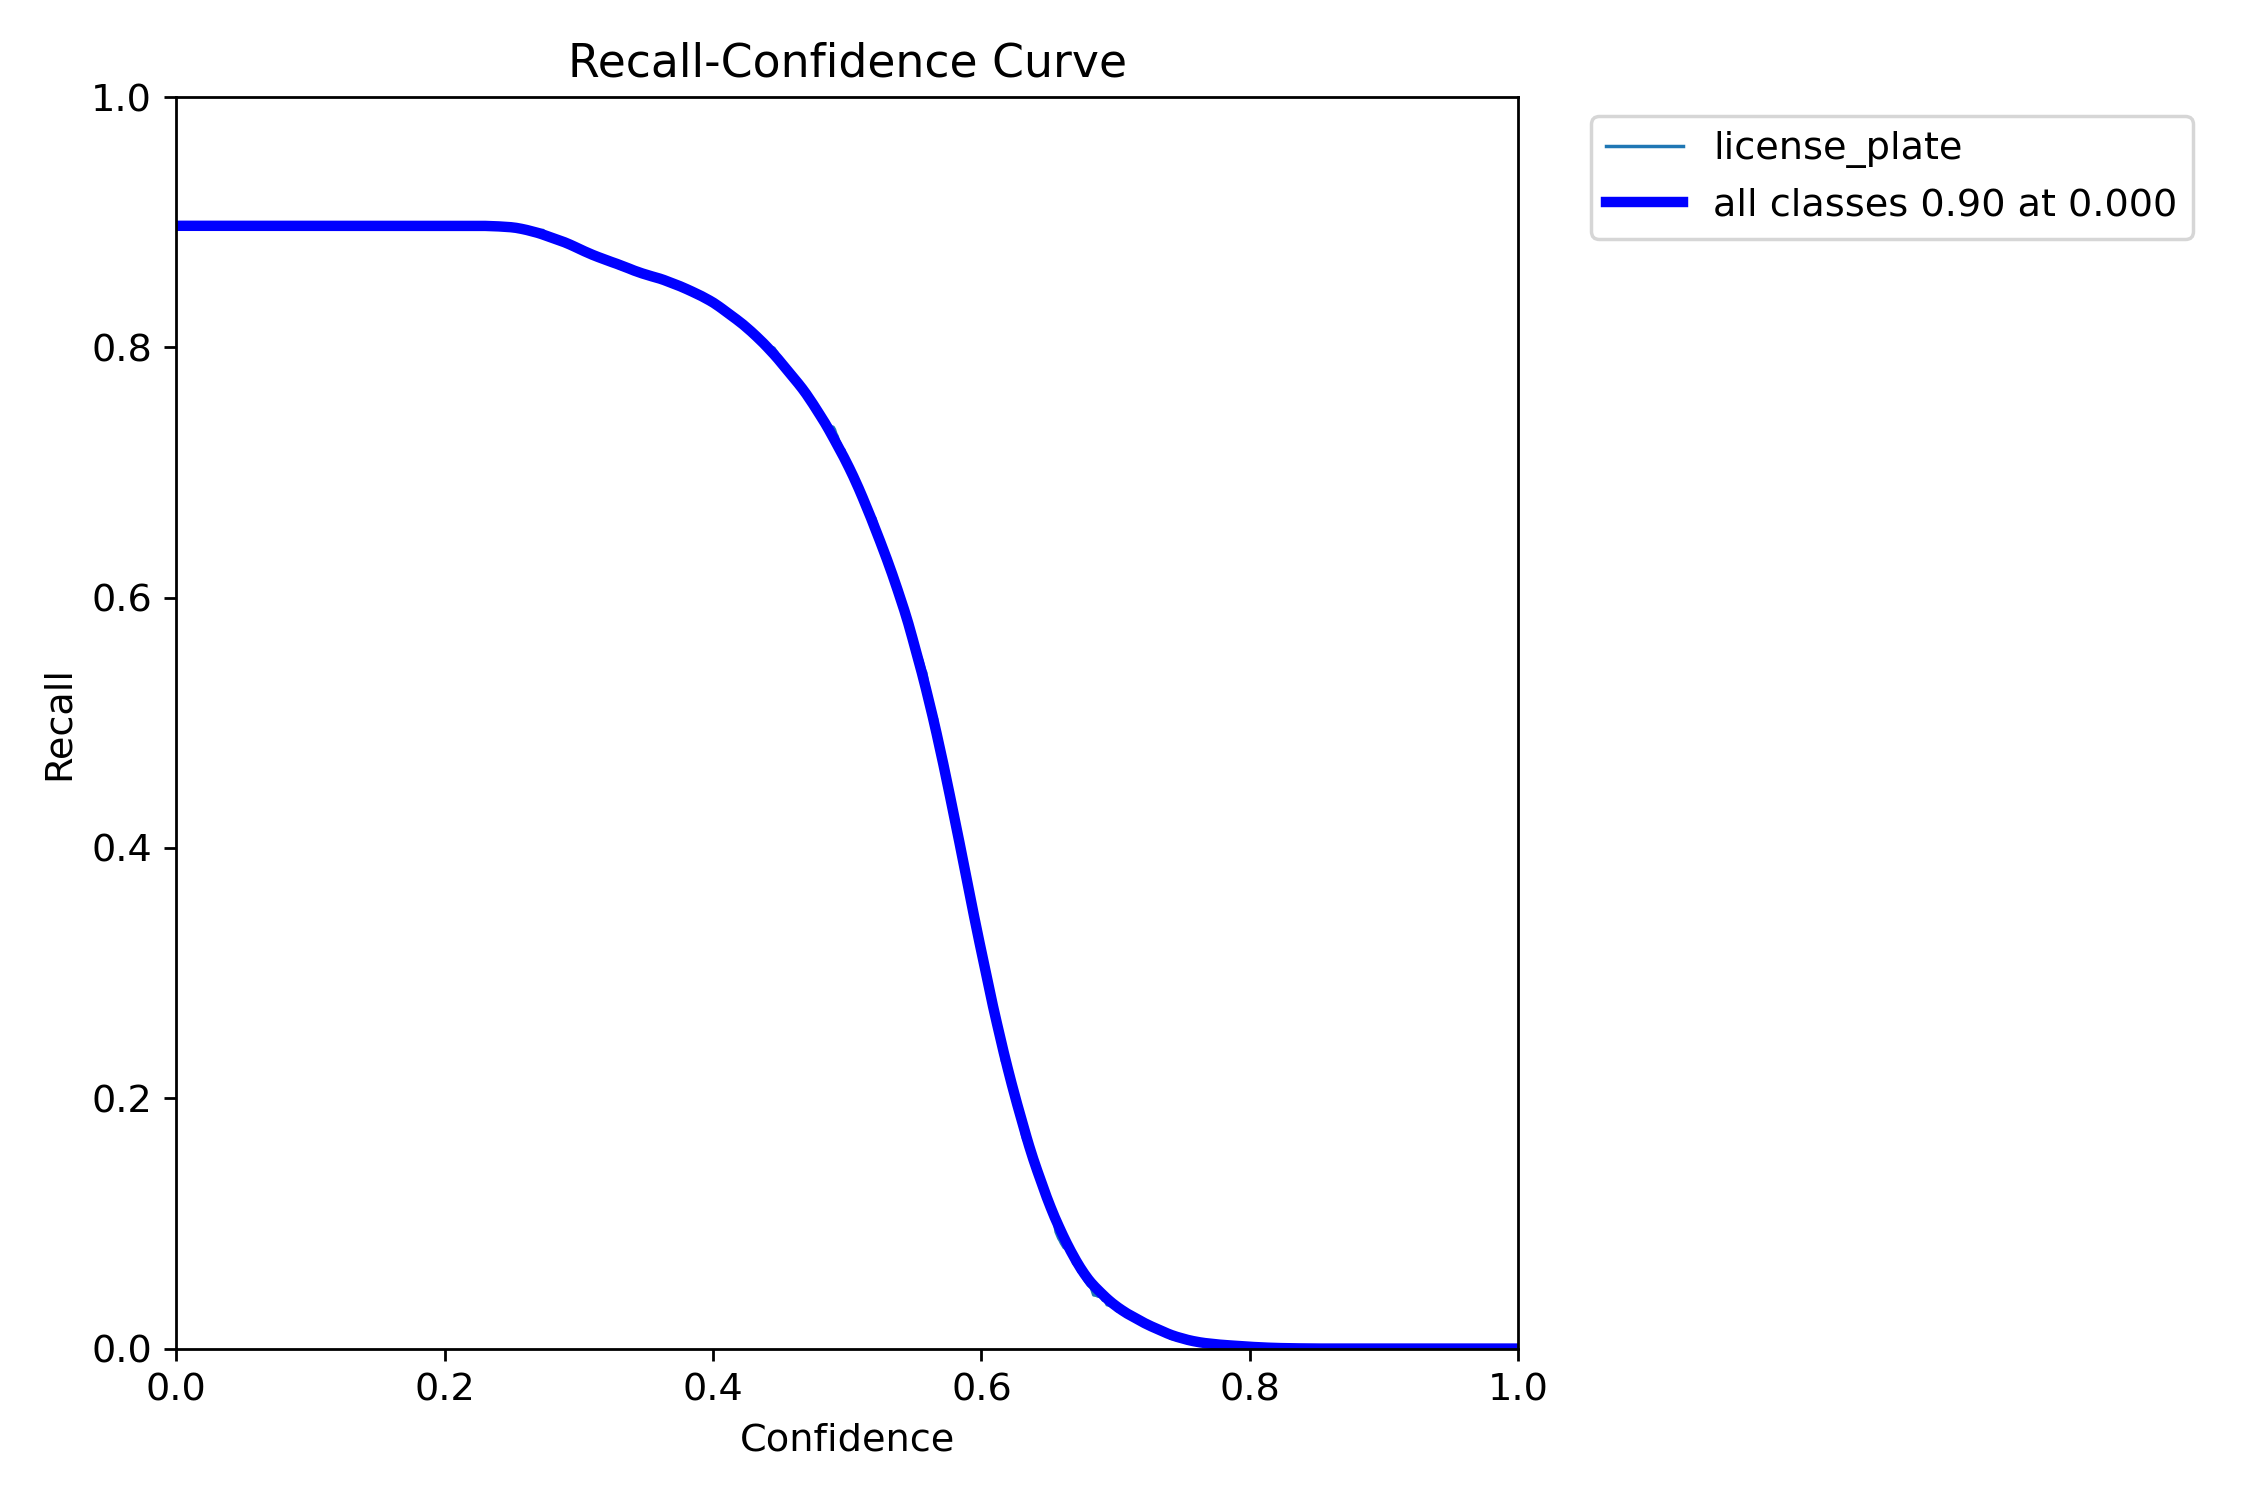 Recall-Confidence Curve
1.0
0.8
0.6
0.4
0.2
0.0
Recall
0.0 0.2 0.4 0.6 0.8 1.0
Confidence
license_plate
all classes 0.90 at 0.000